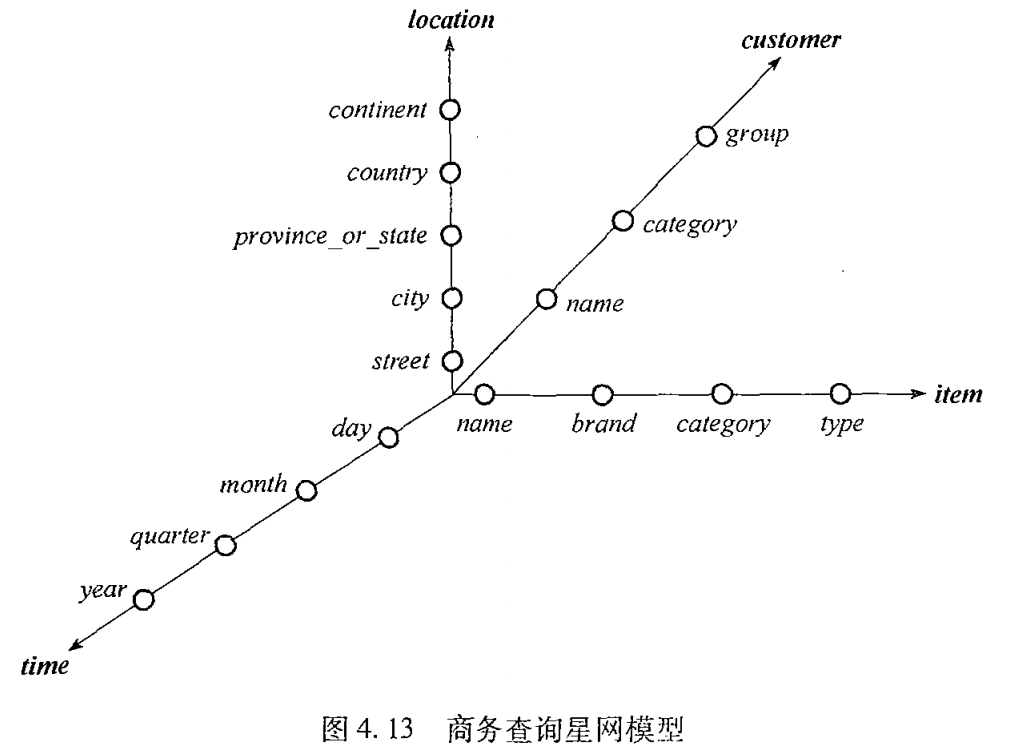 location
customer
continent
group
country
category
province_or_state
city
name
street
item
name
brand
category
type
day
month
quarter
year
time
图 4.13 商务查询星网模型